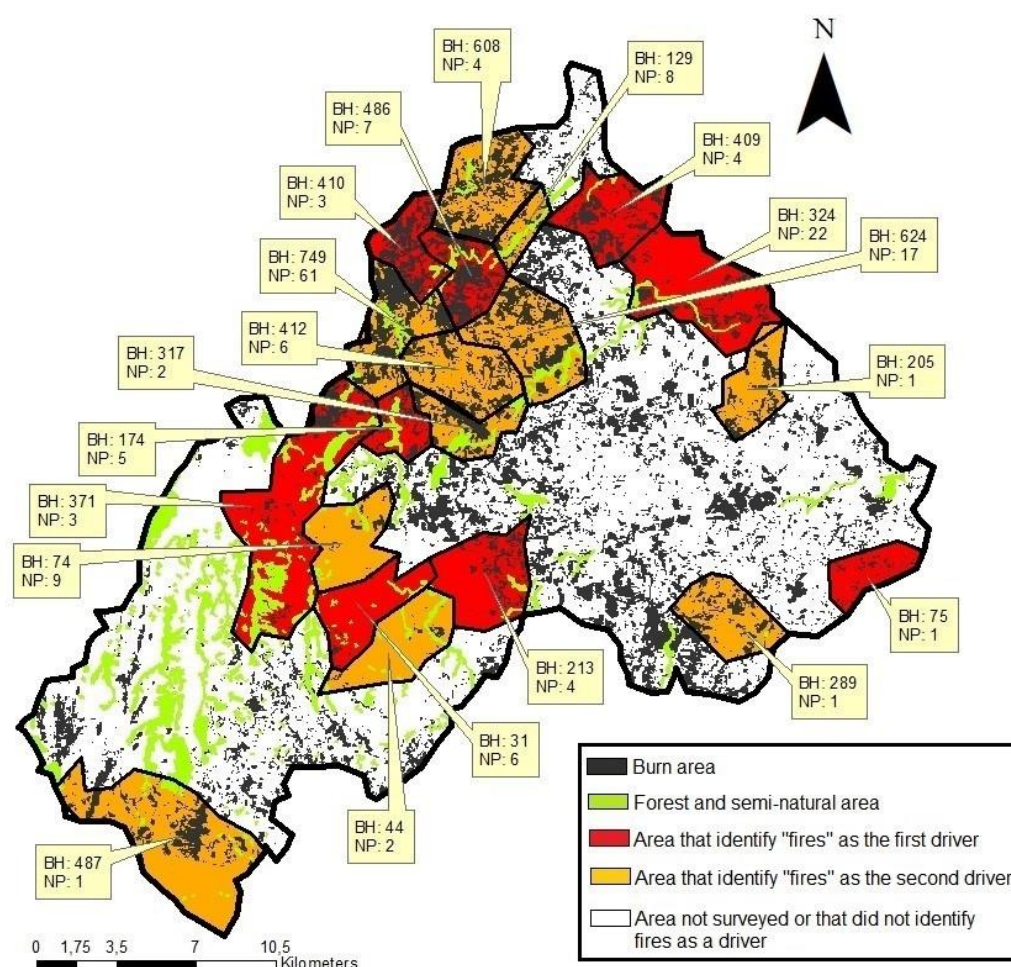 N
BH: 608
NP: 4
BH: 129
NP: 8
BH: 486
NP: 7
BH: 409
NP: 4
BH: 410
NP: 3
BH: 324
NP: 22
BH: 624
NP: 17
BH: 749
NP: 61
BH: 412
NP: 6
BH: 317
NP: 2
BH: 205
NP: 1
BH: 174
NP: 5
BH: 371
NP: 3
BH: 74
NP: 9
BH: 75
NP: 1
BH: 213
NP: 4
BH: 289
NP: 1
BH: 31
NP: 6
BH: 44
NP: 2
BH: 487
NP: 1
Burn area
Forest and semi-natural area
Area that identify "fires" as the first driver
Area that identify "fires" as the second driver
Area not surveyed or that did not identify
fires as a driver
0 1,75 3,5 7 10,5
Kilometers